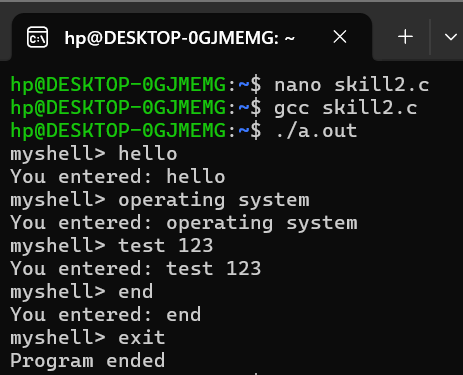 hp@DESKTOP-0GJMEMG: ~
hp@DESKTOP-0GJMEMG:~$ nano skill2.c
hp@DESKTOP-0GJMEMG:~$ gcc skill2.c
hp@DESKTOP-0GJMEMG:~$ ./a.out
myshell> hello
You entered: hello
myshell> operating system
You entered: operating system
myshell> test 123
You entered: test 123
myshell> end
You entered: end
myshell> exit
Program ended